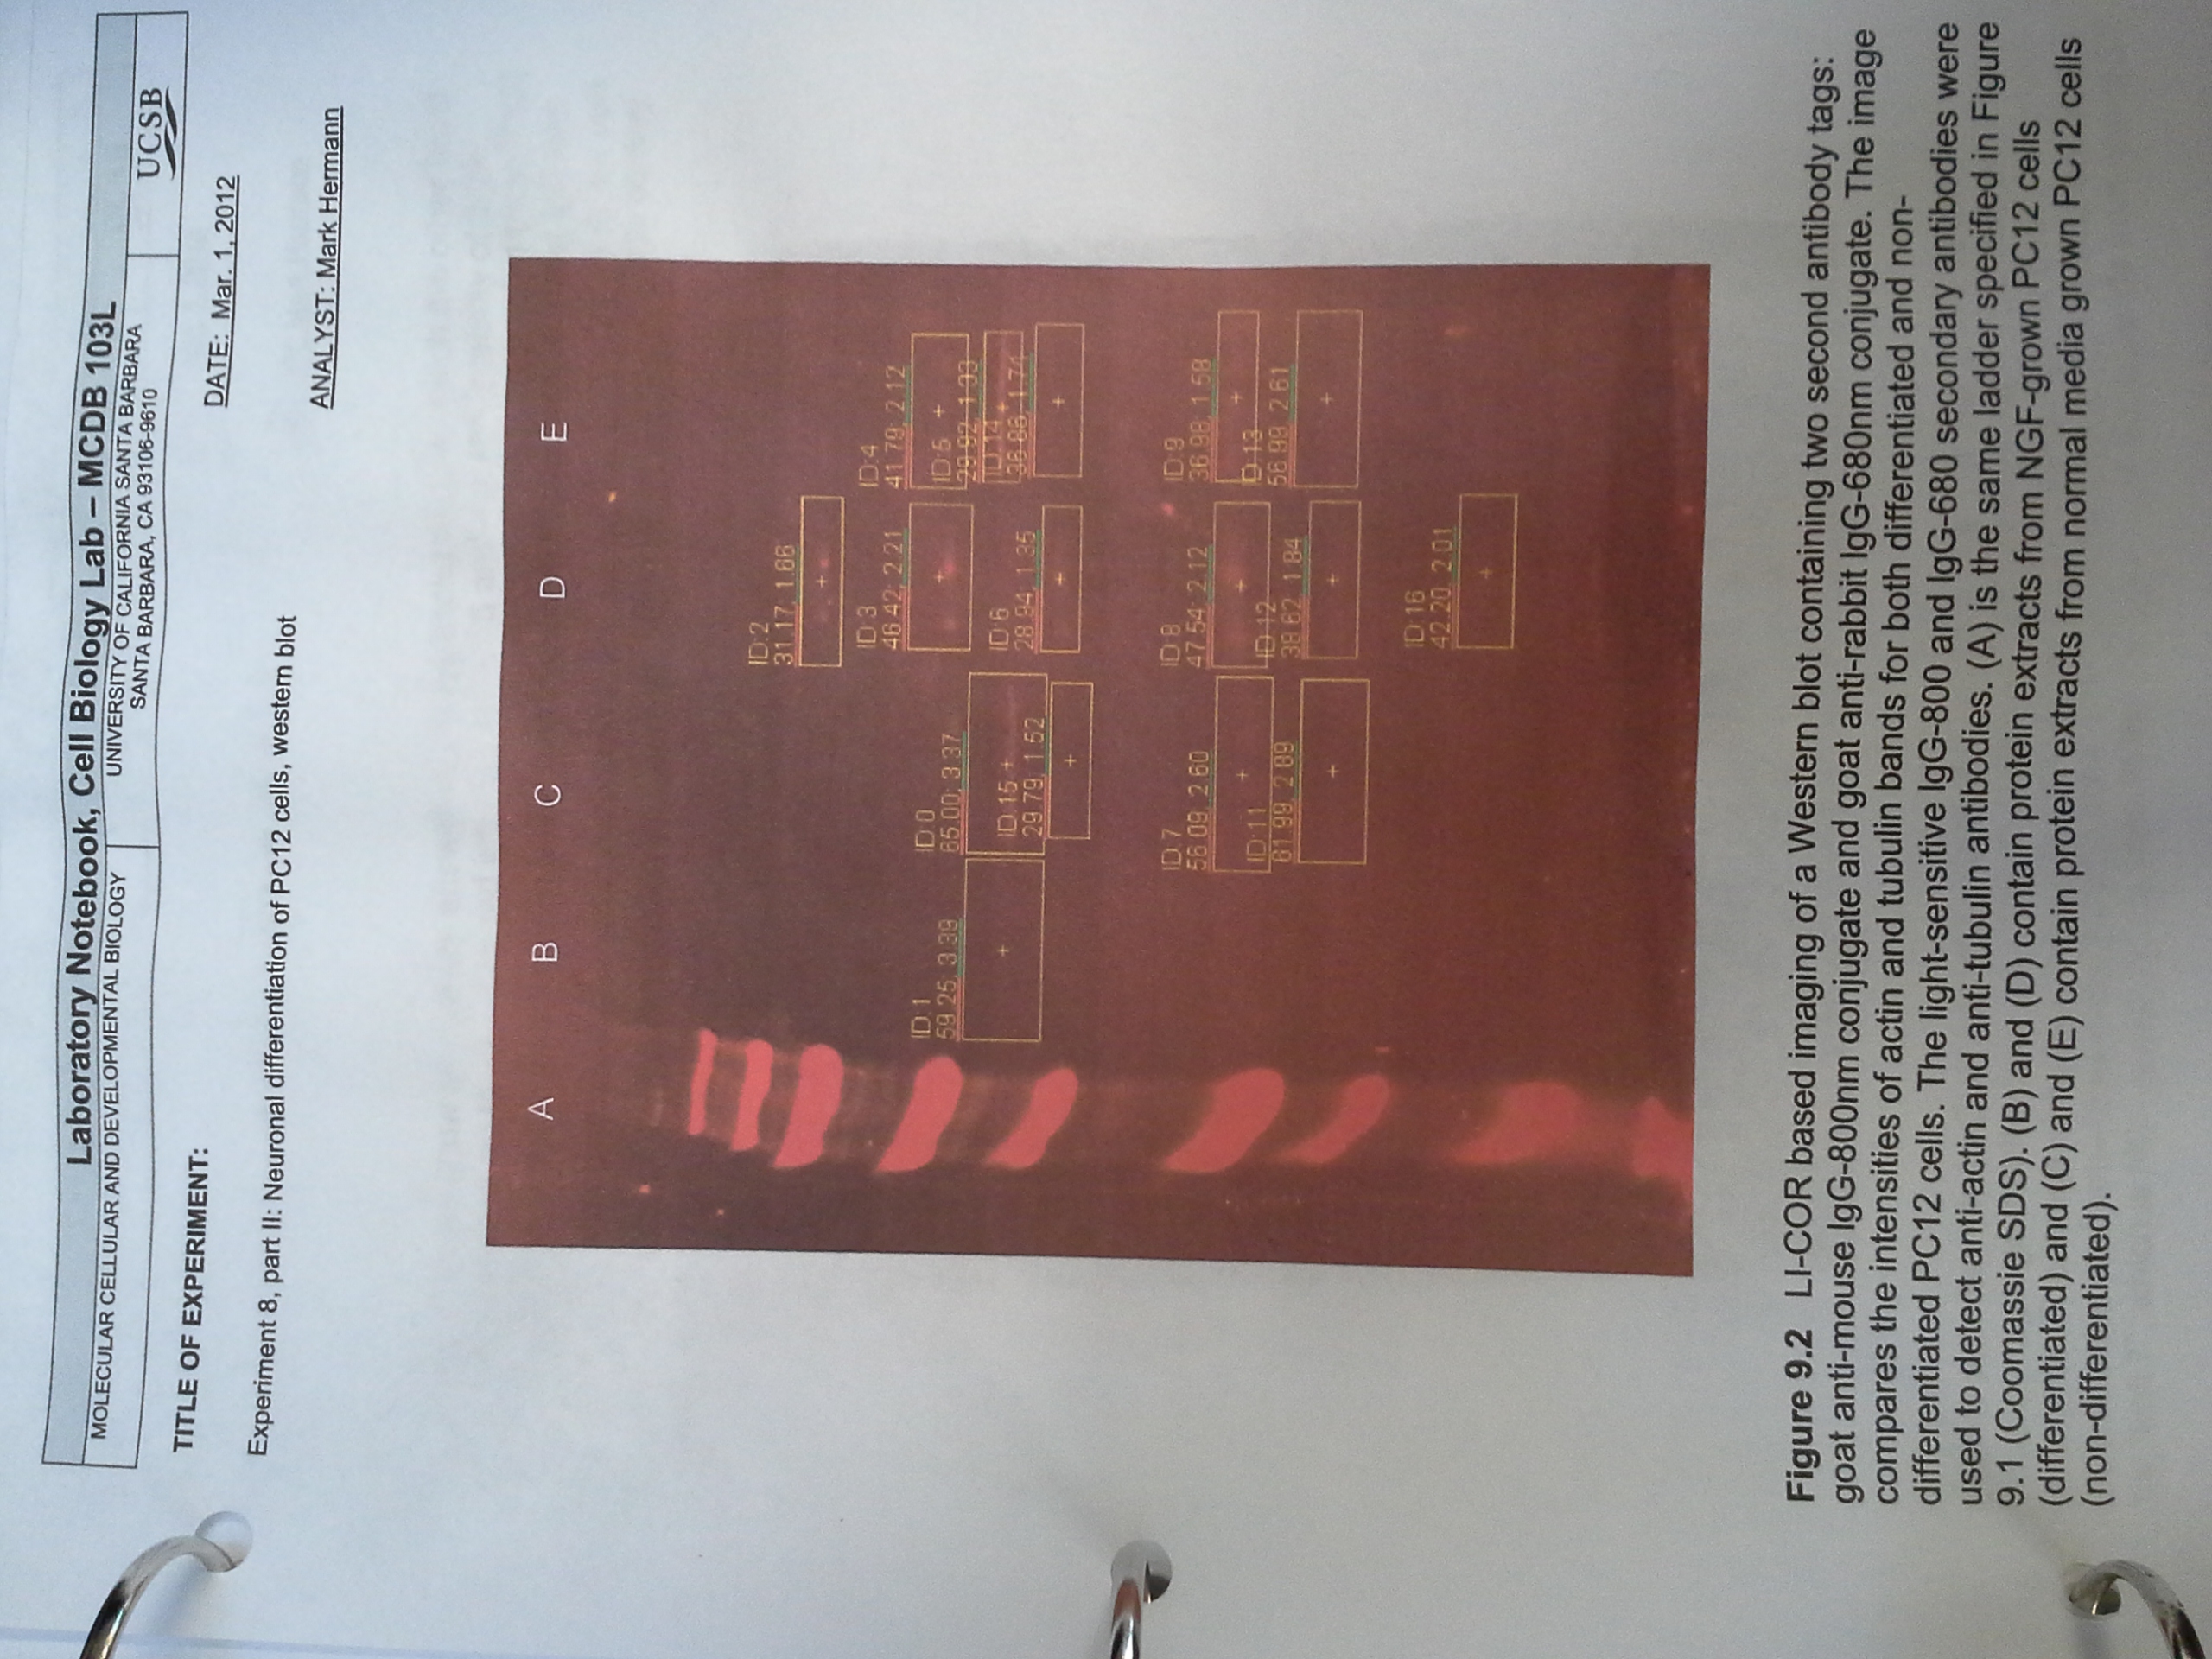 Laboratory Notebook, Cell Biology Lab – MCDB 103L
MOLECULAR CELLULAR AND DEVELOPMENTAL BIOLOGY
UNIVERSITY OF CALIFORNIA SANTA BARBARA
SANTA BARBARA, CA 93106-9610
UCSB
TITLE OF EXPERIMENT:
DATE: Mar. 1, 2012
Experiment 8, part II: Neuronal differentiation of PC12 cells, western blot
ANALYST: Mark Hermann
A B C D E
ID:2
31.17; 1.66
ID:3
46.42; 2.21
ID:4
41.79; 2.12
ID:1
59.25; 3.39
ID:0
65.00; 3.37
ID:5
29.92; 1.33
ID:15
29.79; 1.52
ID:6
28.94; 1.35
ID:14
36.86; 1.74
ID:7
56.09; 2.60
ID:8
47.54; 2.12
ID:9
36.98; 1.58
ID:11
61.99; 2.89
ID:12
38.62; 1.84
ID:13
56.99; 2.61
ID:16
42.20; 2.01
Figure 9.2 LI-COR based imaging of a Western blot containing two second antibody tags:
goat anti-mouse IgG-800nm conjugate and goat anti-rabbit IgG-680nm conjugate. The image
compares the intensities of actin and tubulin bands for both differentiated and non-
differentiated PC12 cells. The light-sensitive IgG-800 and IgG-680 secondary antibodies were
used to detect anti-actin and anti-tubulin antibodies. (A) is the same ladder specified in Figure
9.1 (Coomassie SDS). (B) and (D) contain protein extracts from NGF-grown PC12 cells
(differentiated) and (C) and (E) contain protein extracts from normal media grown PC12 cells
(non-differentiated).